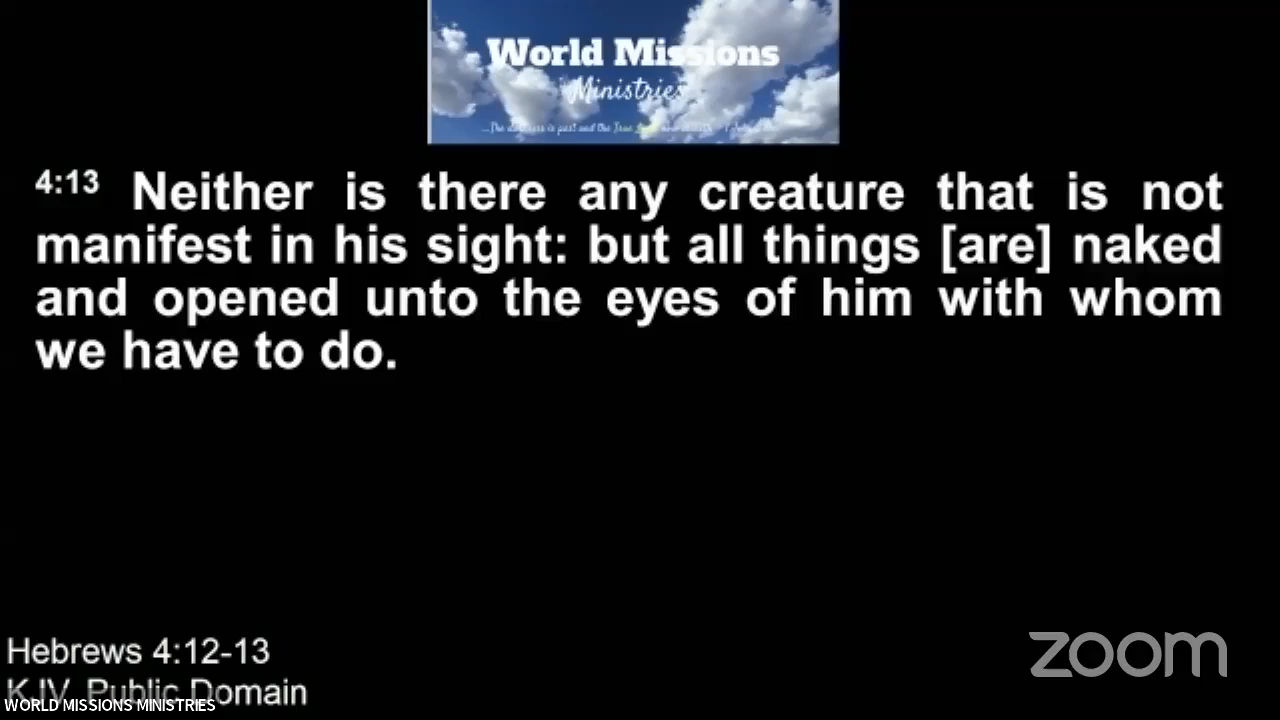 World Missions
Ministries
4:13 Neither is there any creature that is not
manifest in his sight: but all things [are] naked
and opened unto the eyes of him with whom
we have to do.
Hebrews 4:12-13
zoom
KJV, Public Domain
WORLD MISSIONS MINISTRIES